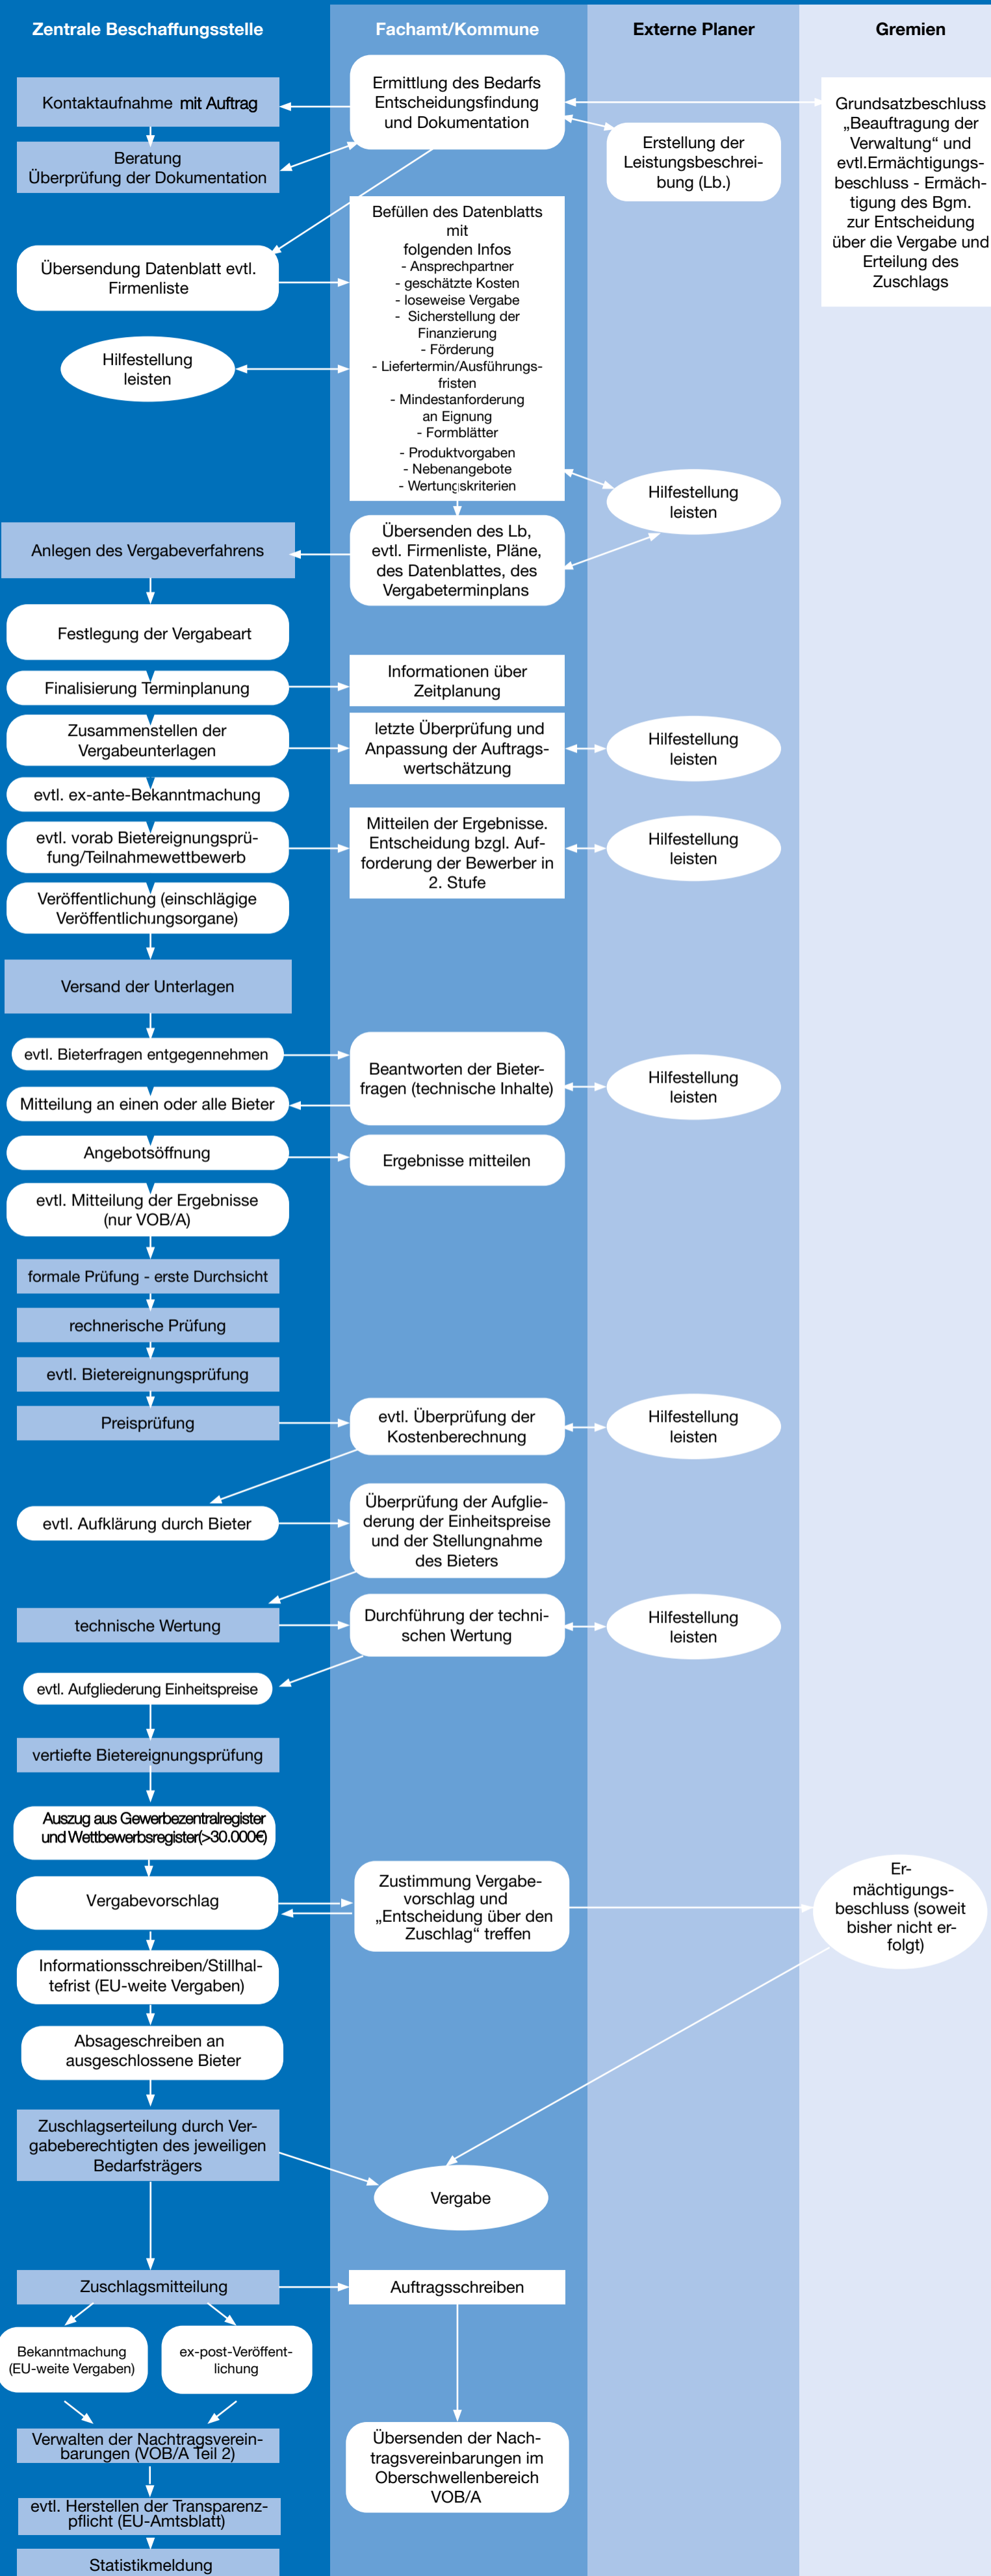 Zentrale Beschaffungsstelle
Fachamt/Kommune
Externe Planer
Gremien
Kontaktaufnahme mit Auftrag
Ermittlung des Bedarfs
Entscheidungsfindung
und Dokumentation
Grundsatzbeschluss
„Beauftragung der
Verwaltung“ und
evtl.Ermächtigungs-
beschluss - Ermäch-
tigung des Bgm.
zur Entscheidung
über die Vergabe und
Erteilung des
Zuschlags
Erstellung der
Leistungsbeschrei-
bung (Lb.)
Beratung
Überprüfung der Dokumentation
Übersendung Datenblatt evtl.
Firmenliste
Befüllen des Datenblatts
mit
folgenden Infos
- Ansprechpartner
- geschätzte Kosten
- loseweise Vergabe
- Sicherstellung der
Finanzierung
- Förderung
- Liefertermin/Ausführungs-
fristen
- Mindestanforderung
an Eignung
- Formblätter
- Produktvorgaben
- Nebenangebote
- Wertungskriterien
Hilfestellung
leisten
Hilfestellung
leisten
Anlegen des Vergabeverfahrens
Übersenden des Lb,
evtl. Firmenliste, Pläne,
des Datenblattes, des
Vergabeterminplans
Festlegung der Vergabeart
Finalisierung Terminplanung
Informationen über
Zeitplanung
Zusammenstellen der
Vergabeunterlagen
letzte Überprüfung und
Anpassung der Auftrags-
wertschätzung
Hilfestellung
leisten
evtl. ex-ante-Bekanntmachung
evtl. vorab Bietereignungsprü-
fung/Teilnahmewettbewerb
Mitteilen der Ergebnisse.
Entscheidung bzgl. Auf-
forderung der Bewerber in
2. Stufe
Hilfestellung
leisten
Veröffentlichung (einschlägige
Veröffentlichungsorgane)
Versand der Unterlagen
evtl. Bieterfragen entgegennehmen
Beantworten der Bieter-
fragen (technische Inhalte)
Hilfestellung
leisten
Mitteilung an einen oder alle Bieter
Angebotsöffnung
Ergebnisse mitteilen
evtl. Mitteilung der Ergebnisse
(nur VOB/A)
formale Prüfung - erste Durchsicht
rechnerische Prüfung
evtl. Bietereignungsprüfung
Preisprüfung
evtl. Überprüfung der
Kostenberechnung
Hilfestellung
leisten
evtl. Aufklärung durch Bieter
Überprüfung der Aufglie-
derung der Einheitspreise
und der Stellungnahme
des Bieters
technische Wertung
Durchführung der techni-
schen Wertung
Hilfestellung
leisten
evtl. Aufgliederung Einheitspreise
vertiefte Bietereignungsprüfung
Auszug aus Gewerbezentralregister
und Wettbewerbsregister(>30.000€)
Vergabevorschlag
Zustimmung Vergabe-
vorschlag und
„Entscheidung über den
Zuschlag“ treffen
Er-
mächtigungs-
beschluss (soweit
bisher nicht er-
folgt)
Informationsschreiben/Stillhal-
tefrist (EU-weite Vergaben)
Absageschreiben an
ausgeschlossene Bieter
Zuschlagserteilung durch Ver-
gabeberechtigten des jeweiligen
Bedarfsträgers
Vergabe
Zuschlagsmitteilung
Auftragsschreiben
Bekanntmachung
(EU-weite Vergaben)
ex-post-Veröffent-
lichung
Verwalten der Nachtragsverein-
barungen (VOB/A Teil 2)
Übersenden der Nach-
tragsvereinbarungen im
Oberschwellenbereich
VOB/A
evtl. Herstellen der Transparenz-
pflicht (EU-Amtsblatt)
Statistikmeldung